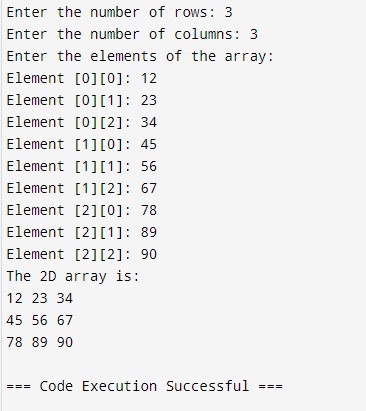 Enter the number of rows: 3
Enter the number of columns: 3
Enter the elements of the array:
Element [0][0]: 12
Element [0][1]: 23
Element [0][2]: 34
Element [1][0]: 45
Element [1][1]: 56
Element [1][2]: 67
Element [2][0]: 78
Element [2][1]: 89
Element [2][2]: 90
The 2D array is:
12 23 34
45 56 67
78 89 90
=== Code Execution Successful ===